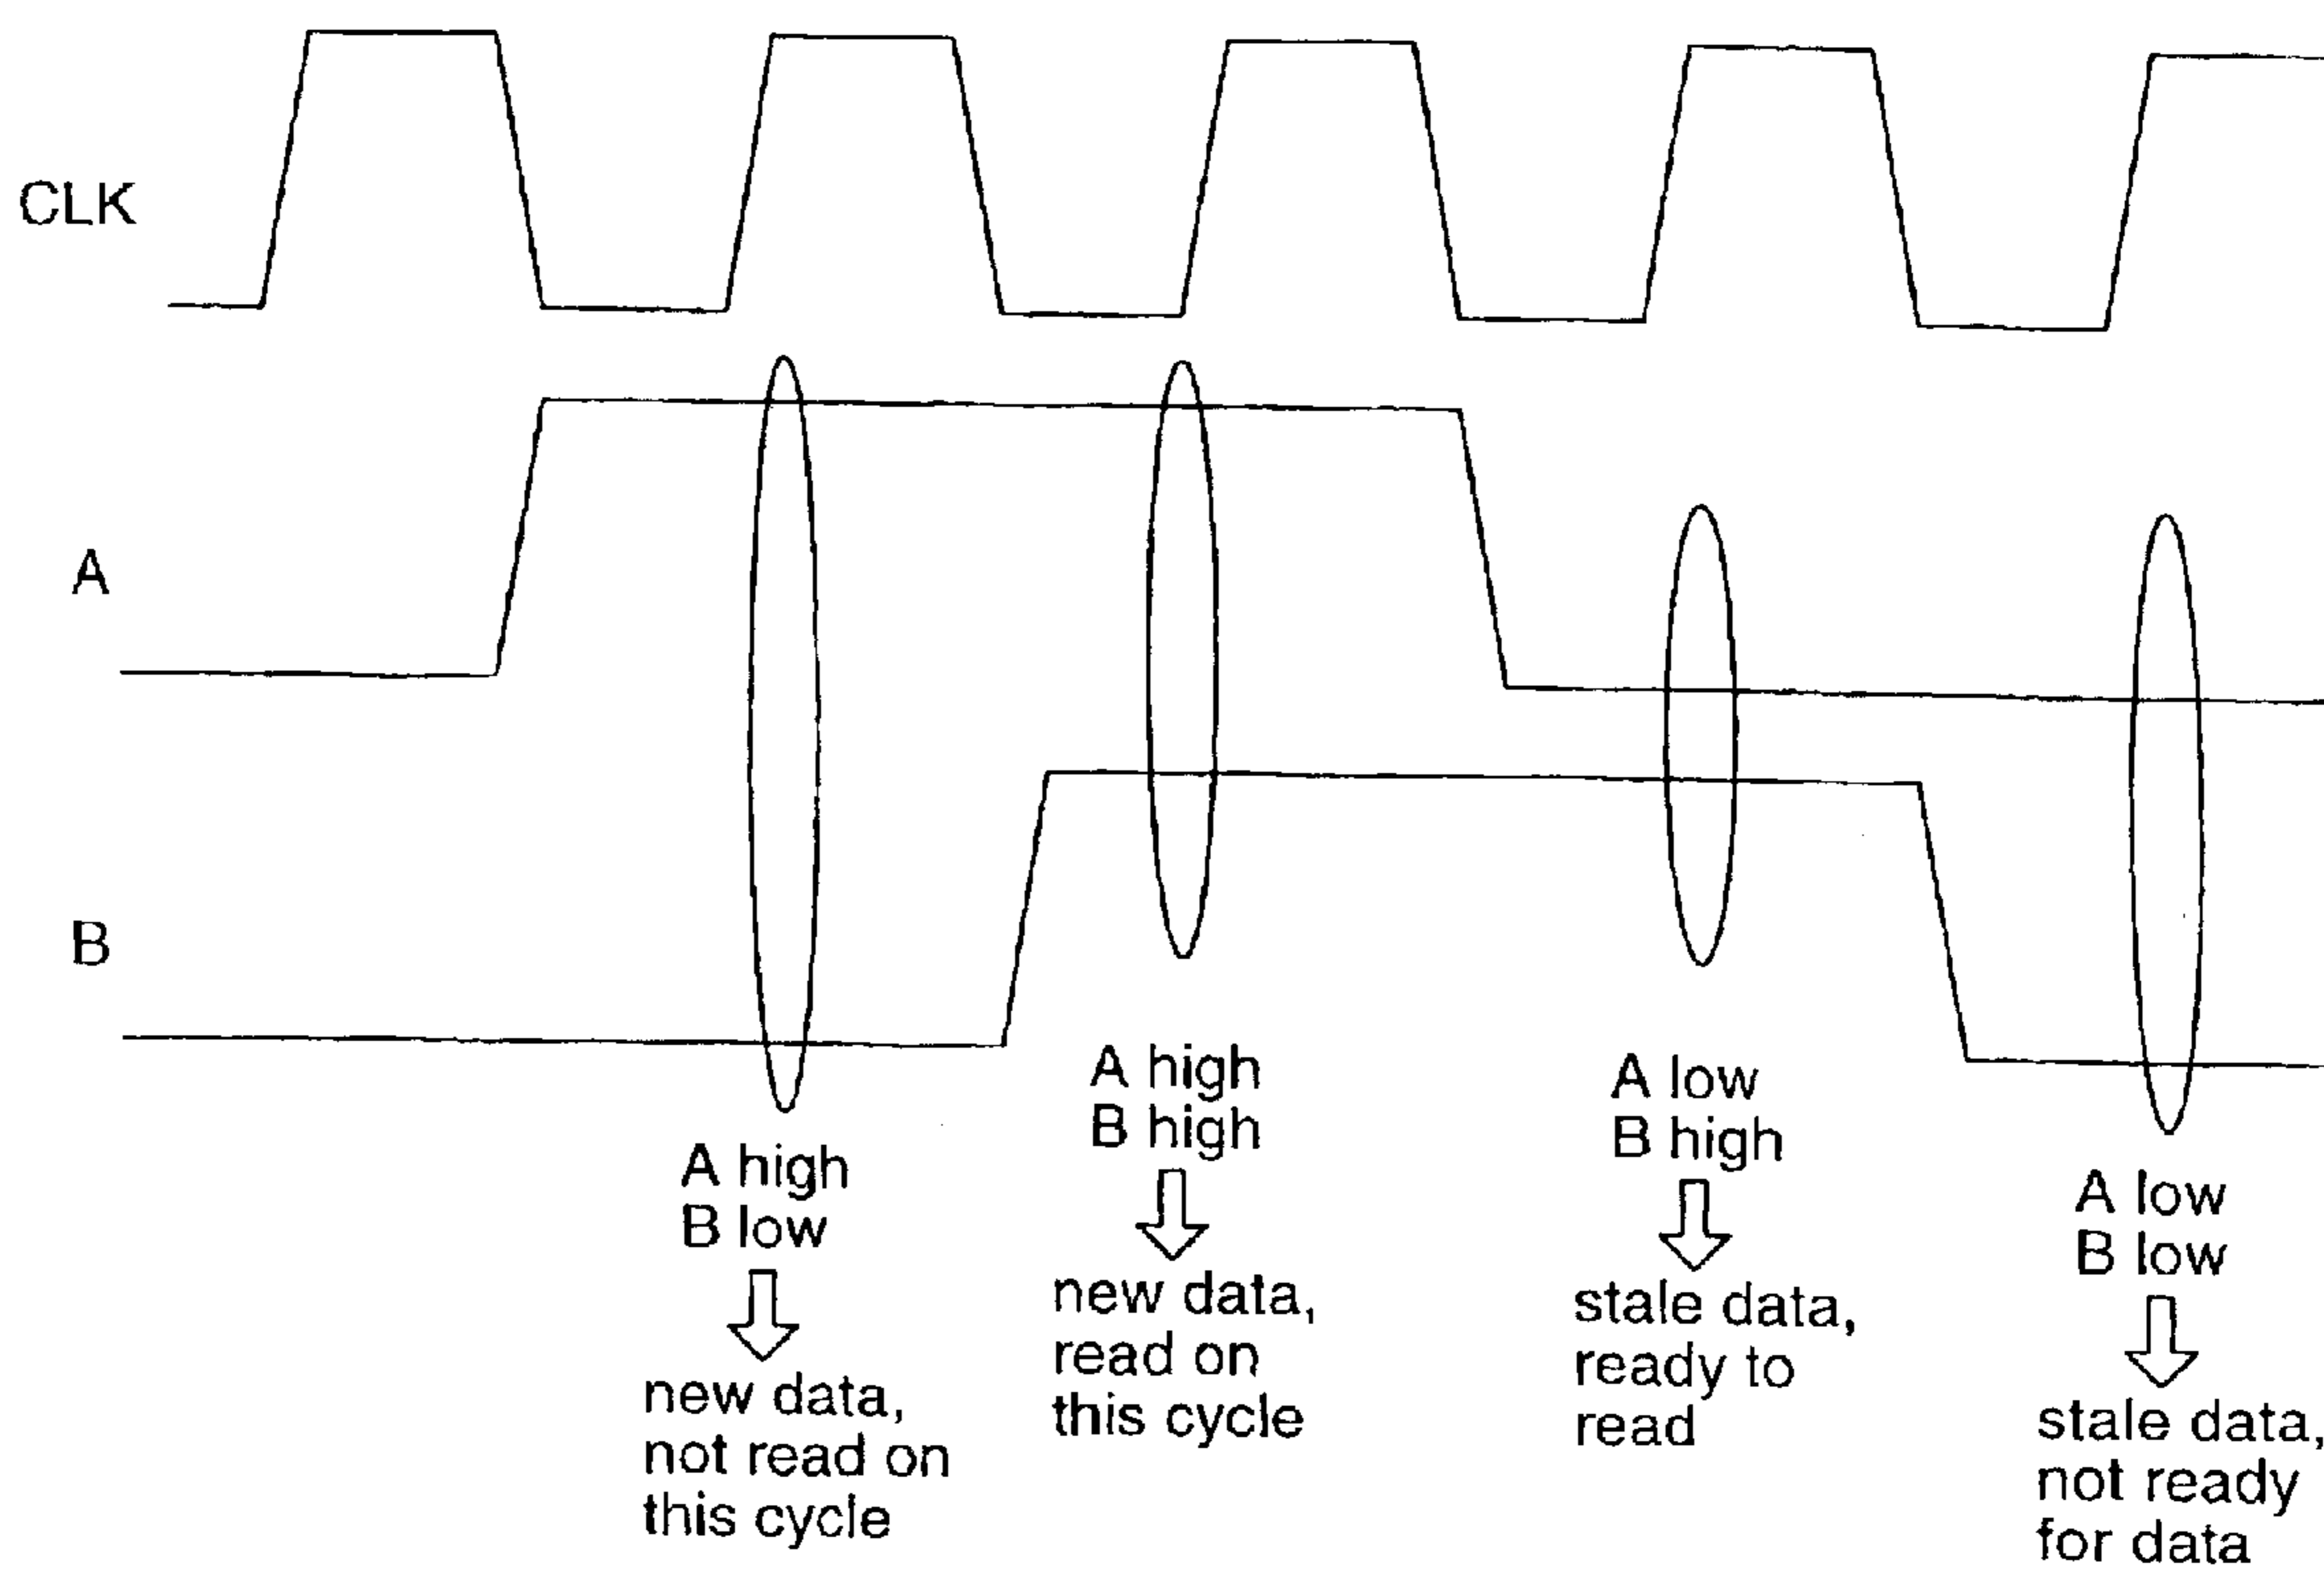 CLK
A
B
A high
B low
new data,
not read on
this cycle
A high
B high
new data,
read on
this cycle
A low
B high
stale data,
ready to
read
A low
B low
stale data,
not ready
for data